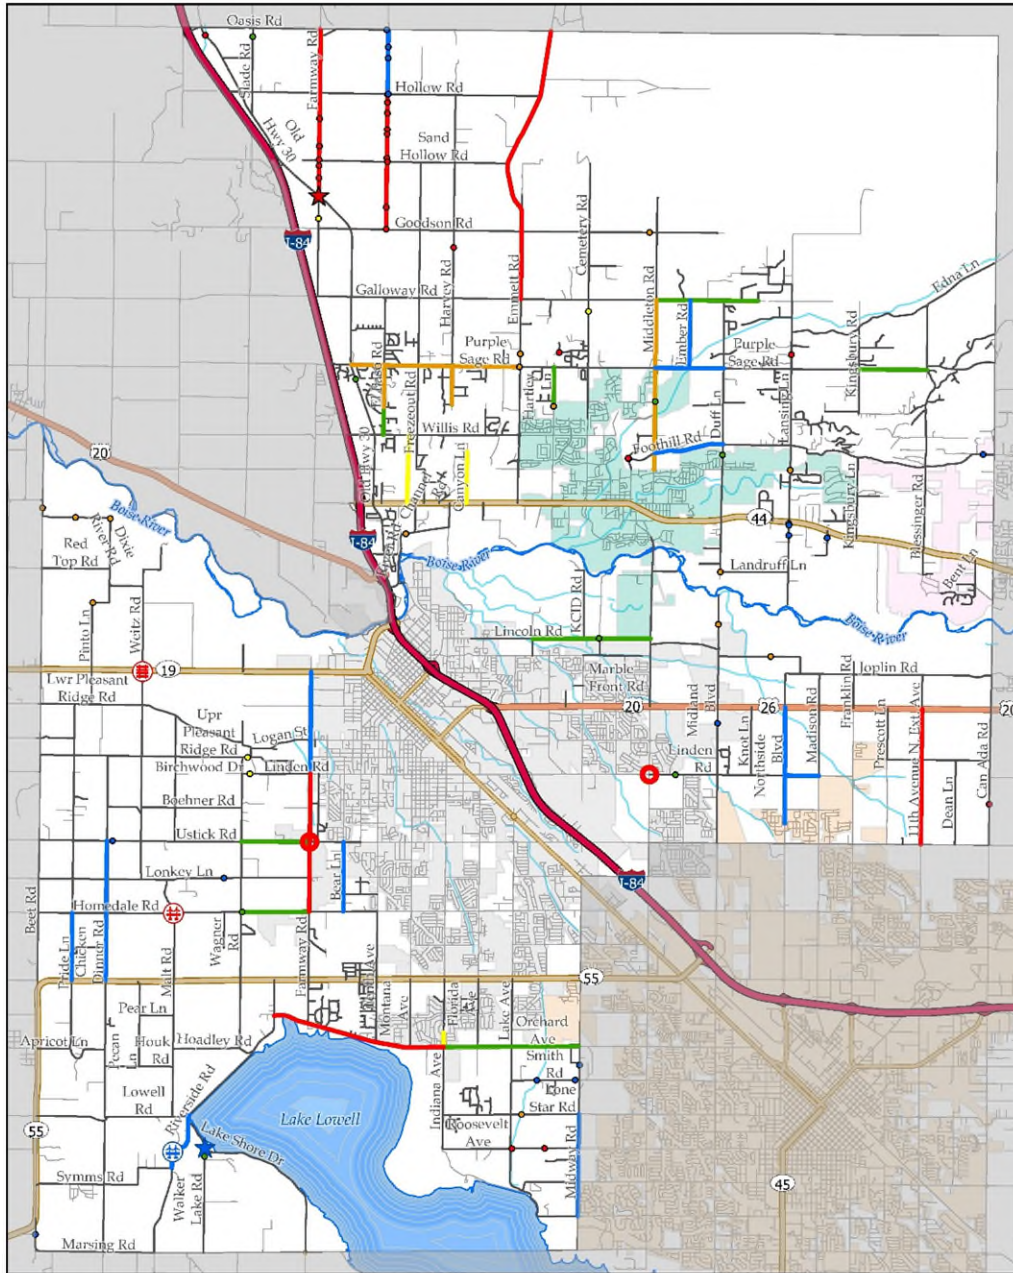 Oasis Rd
Slade Rd
Farmway Rd
Hollow Rd
Old
Hwy 30
Sand
Hollow Rd
Goodson Rd
I-84
Harvey Rd
Emmett Rd
Cemetery Rd
Middleton Rd
Galloway Rd
Edna Ln
Limber Rd
Purple
Sage Rd
Purple
Sage Rd
Kingsbury Rd
Lansing Ln
Duff Ln
Hartley
Ln
Freezeout Rd
Willis Rd
Foothill Rd
Old Hwy 30
Channel
Rd
Canyon Ln
20
44
Kingsbury Ln
Blessinger Rd
Bent Ln
Boise River
Dixie
River Rd
Red
Top Rd
I-84
Boise River
Landruff Ln
Pinto Ln
Weitz Rd
KCID Rd
Lincoln Rd
Boise River
19
Marble
Front Rd
Joplin Rd
Lwr Pleasant
Ridge Rd
20
26
20
Midland
Blvd
Franklin Rd
Madison Rd
Prescott Ln
11th Avenue N. Ext. Ave
Can Ada Rd
Upr
Pleasant
Ridge Rd
Logan St
Birchwood Dr
Linden Rd
Linden
Rd
Knot Ln
Northside
Blvd
Dean Ln
Boehner Rd
Ustick Rd
Lonkey Ln
Bear Ln
I-84
Homedale Rd
Beet Rd
Pride Ln
Chicken
Dinner Rd
Malt Rd
Wagner
Rd
Farmway Rd
55
Montana
Ave
Florida
Ave
Lake Ave
Pear Ln
Orchard
Ave
Apricot Ln
Pecan
Ln
Houk
Rd
Hoadley Rd
Smith
Rd
Lone
Star Rd
Indiana Ave
Lowell
Rd
Riverside Rd
Lake Lowell
Roosevelt
Ave
55
Lake Shore Dr
Midway Rd
Symms Rd
Walker
Lake Rd
45
Marsing Rd